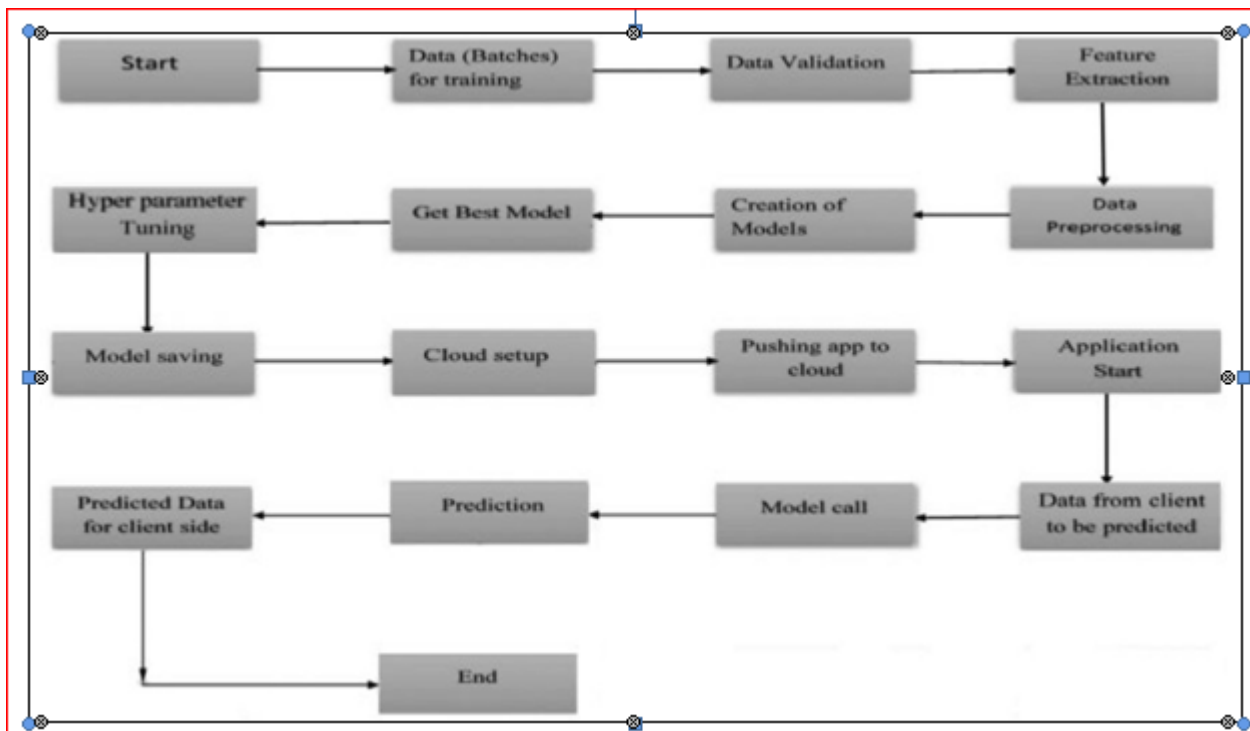 Start
Data (Batches)
for training
Data Validation
Feature
Extraction
Data
Preprocessing
Creation of
Models
Get Best Model
Hyper parameter
Tuning
Model saving
Cloud setup
Pushing app to
cloud
Application
Start
Data from client
to be predicted
Model call
Prediction
Predicted Data
for client side
End